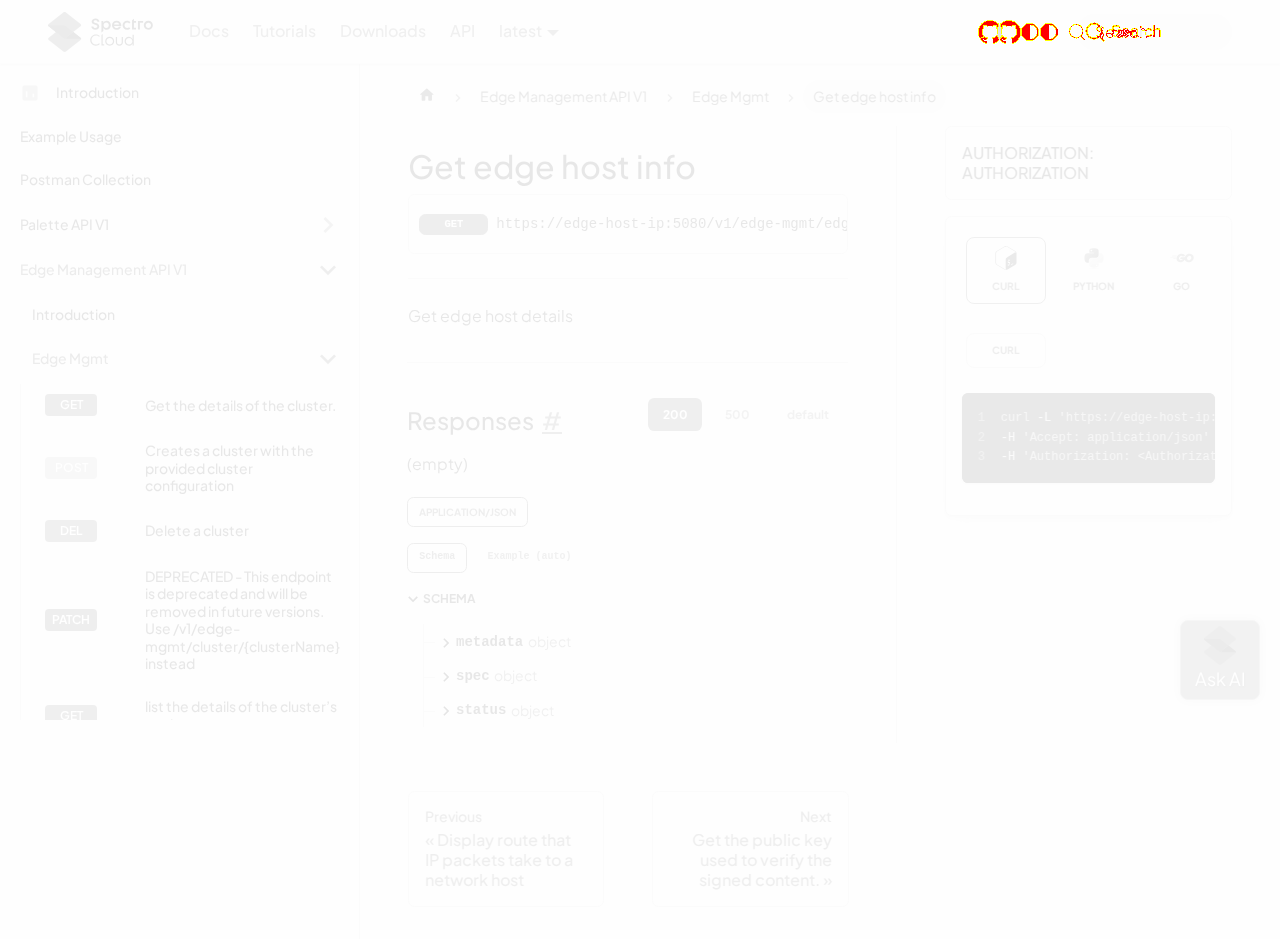 Spectro
Cloud
Docs
Tutorials
Downloads
API
latest
Search
Introduction
Example Usage
Postman Collection
Palette API V1
Edge Management API V1
Introduction
Edge Mgmt
GET
Get the details of the cluster.
POST
Creates a cluster with the
provided cluster
configuration
DEL
Delete a cluster
PATCH
DEPRECATED - This endpoint
is deprecated and will be
removed in future versions.
Use /v1/edge-
mgmt/cluster/{clusterName}
instead
GET
list the details of the cluster's
Edge Management API V1
Edge Mgmt
Get edge host info
Get edge host info
GET
https://edge-host-ip:5080/v1/edge-mgmt/edg
Get edge host details
Responses #
200
500
default
(empty)
APPLICATION/JSON
Schema
Example (auto)
SCHEMA
metadata object
spec object
status object
Previous
« Display route that
IP packets take to a
network host
Next
Get the public key
used to verify the
signed content. »
AUTHORIZATION:
AUTHORIZATION
CURL
PYTHON
GO
GO
CURL
1 curl -L 'https://edge-host-ip:
2 -H 'Accept: application/json'
3 -H 'Authorization: <Authorizat
Ask AI